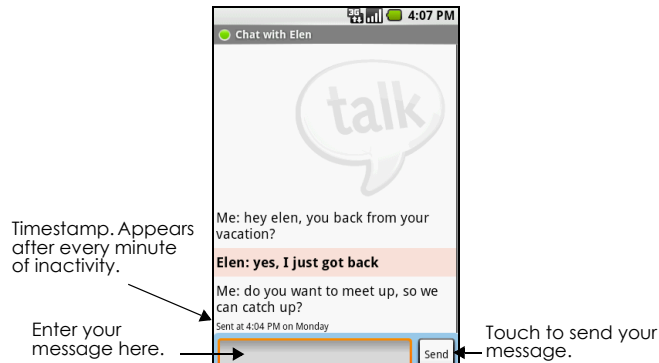 3G 4:07 PM
Chat with Elen
talk
Me: hey elen, you back from your
vacation?
Elen: yes, I just got back
Me: do you want to meet up, so we
can catch up?
Sent at 4:04 PM on Monday
Send
Timestamp. Appears
after every minute
of inactivity.
Enter your
message here.
Touch to send your
message.